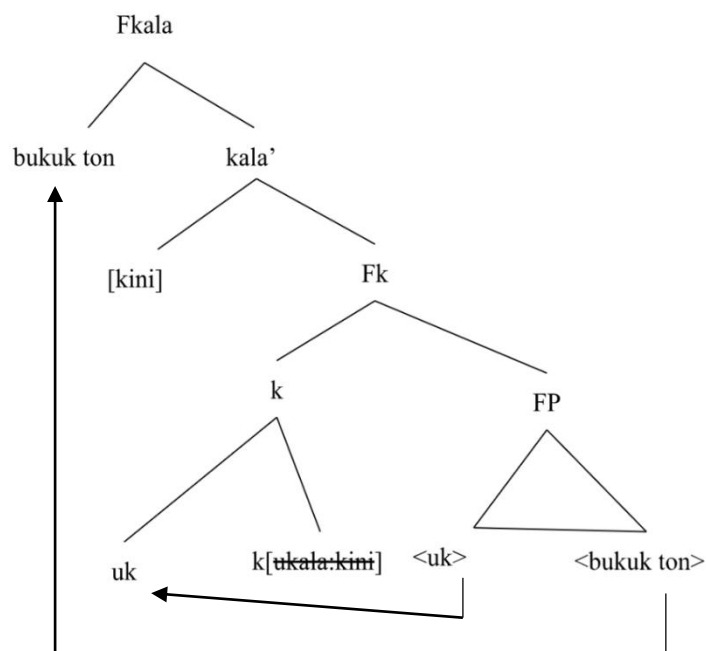 Fkala
bukuk ton kala’
[kini] Fk
k FP
uk k[ukala:kini] <uk> <bukuk ton>